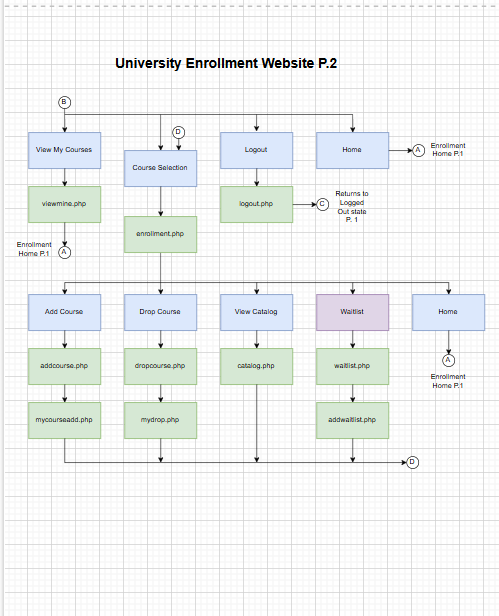 University Enrollment Website P.2
B
D
View My Courses
Course Selection
Logout
Home
A
Enrollment
Home P.1
viewmine.php
enrollment.php
logout.php
C
Returns to
Logged
Out state
P. 1
Enrollment
Home P.1
A
Add Course
Drop Course
View Catalog
Waitlist
Home
addcourse.php
dropcourse.php
catalog.php
waitlist.php
A
Enrollment
Home P.1
mycourseadd.php
mydrop.php
addwaitlist.php
D